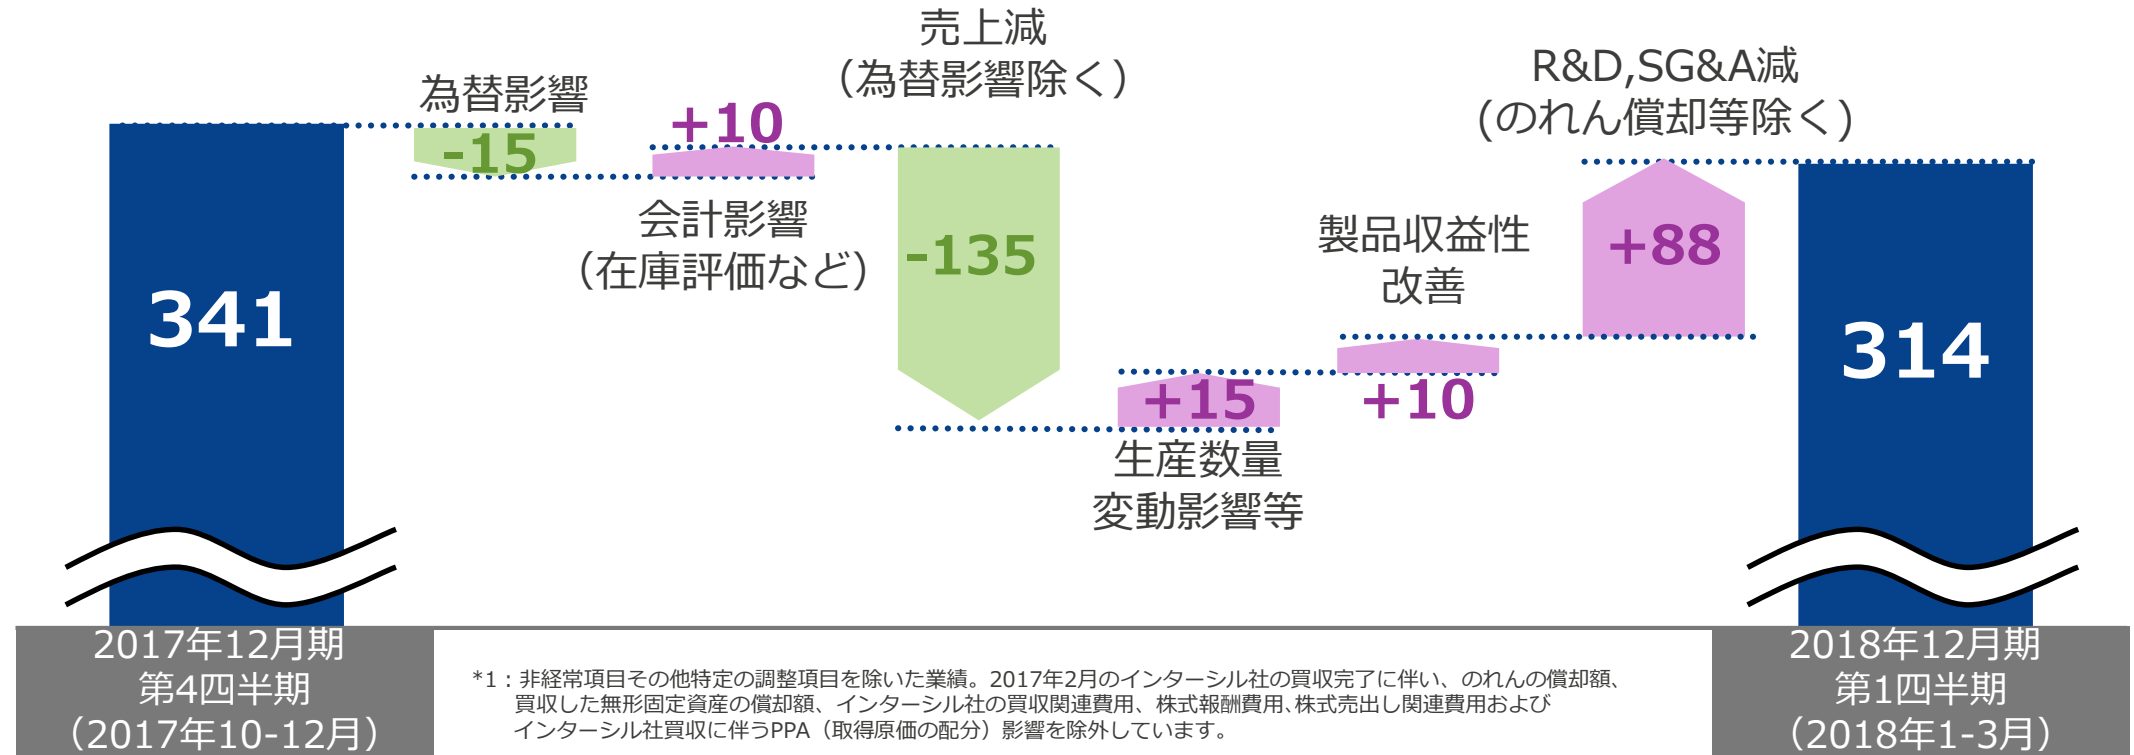 341
為替影響
-15
+10
会計影響
（在庫評価など）
売上減
（為替影響除く）
-135
+15
生産数量
変動影響等
製品収益性
改善
+10
R&D,SG&A減
(のれん償却等除く)
+88
314
2017年12月期
第4四半期
（2017年10-12月）
*1：非経常項目その他特定の調整項目を除いた業績。2017年2月のインターシル社の買収完了に伴い、のれんの償却額、
買収した無形固定資産の償却額、インターシル社の買収関連費用、株式報酬費用､株式売出し関連費用および
インターシル社買収に伴うPPA（取得原価の配分）影響を除外しています。
2018年12月期
第1四半期
（2018年1-3月）